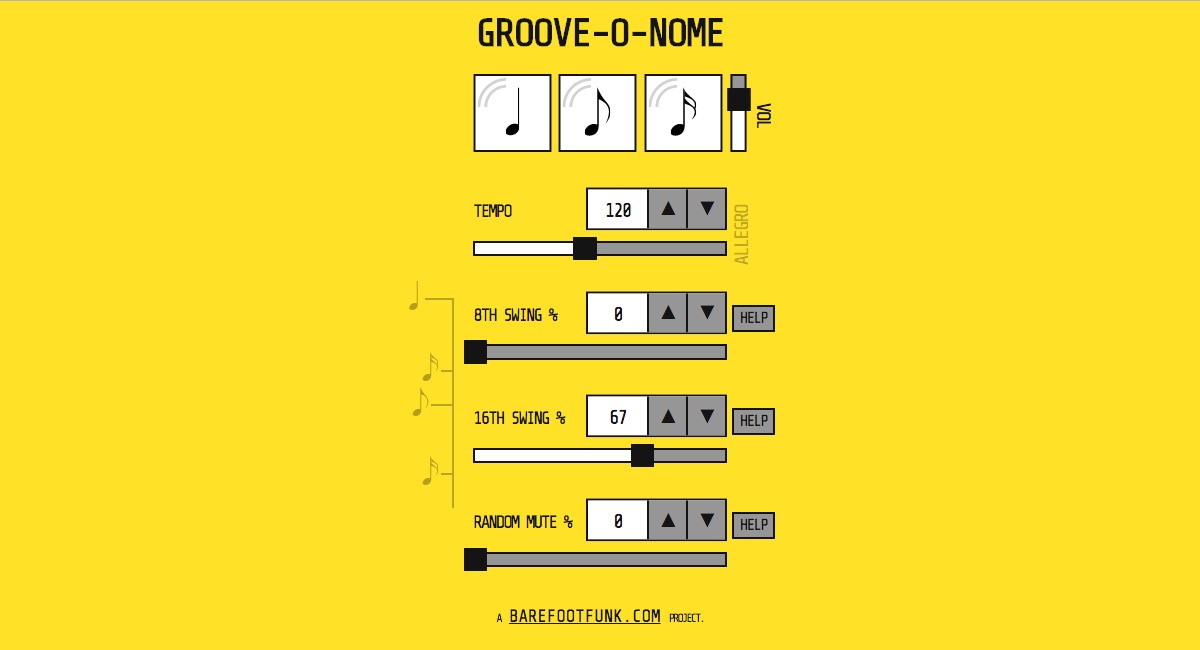 GROOVE-O-NOME
VOL
TEMPO 120 ▲ ▼
ALLEGRO
8TH SWING % 0 ▲ ▼ HELP
16TH SWING % 67 ▲ ▼ HELP
RANDOM MUTE % 0 ▲ ▼ HELP
A BAREFOOTFUNK.COM PROJECT.